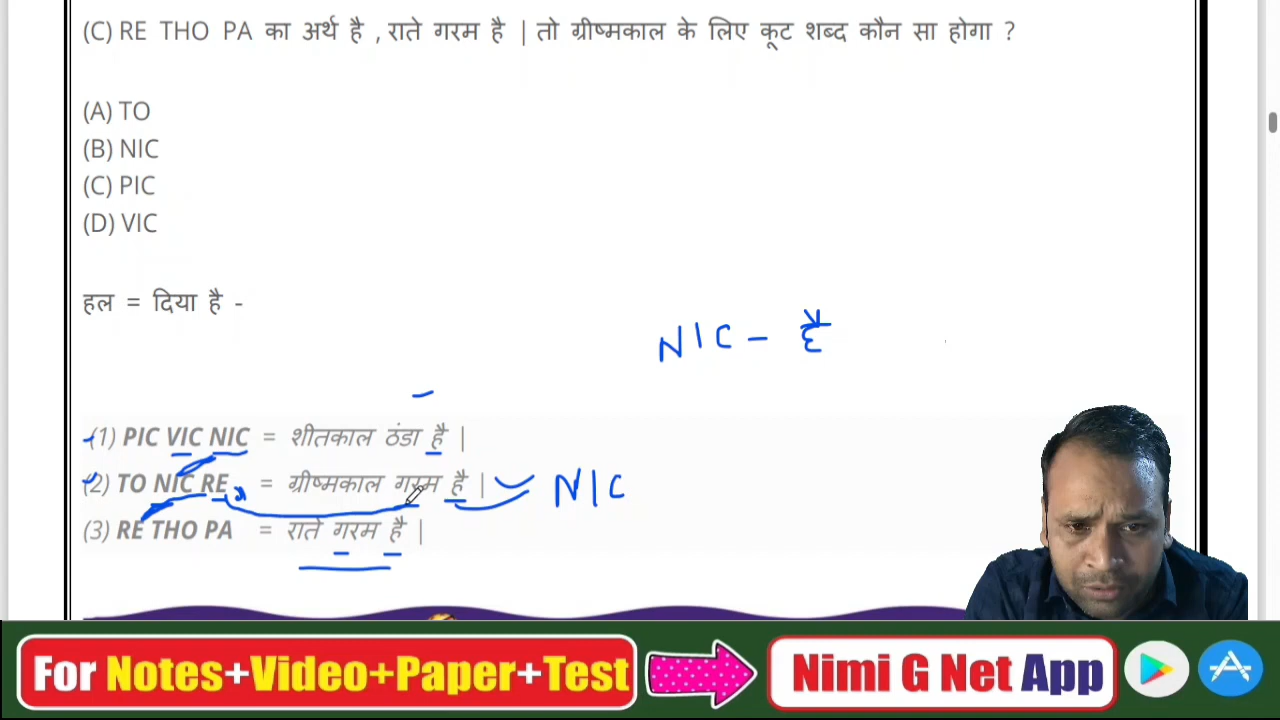 (C) RE THO PA का अर्थ है ,राते गरम है | तो ग्रीष्मकाल के लिए कूट शब्द कौन सा होगा ?
(A) TO
(B) NIC
(C) PIC
(D) VIC
हल = दिया है -
NIC - है
(1) PIC VIC NIC = शीतकाल ठंडा है |
(2) TO NIC RE = ग्रीष्मकाल गरम है | NIC
(3) RE THO PA = राते गरम है |
For Notes+Video+Paper+Test Nimi G Net App